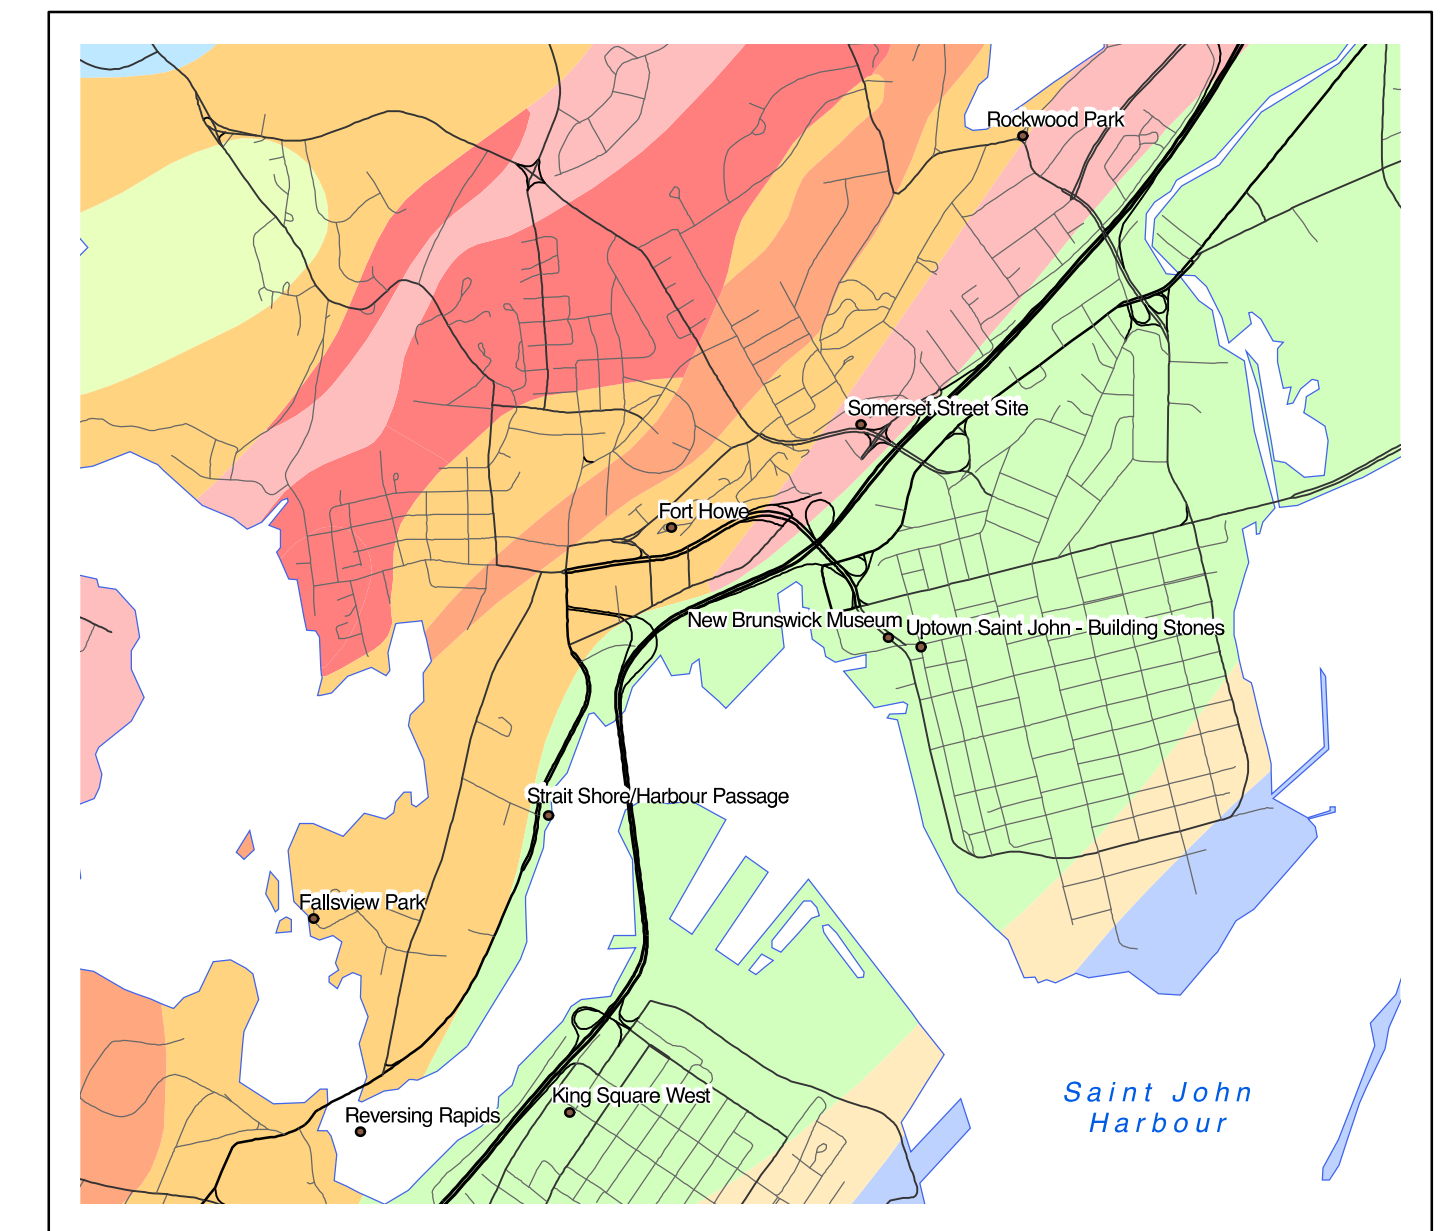 Rockwood Park
Somerset Street Site
Fort Howe
New Brunswick Museum
Uptown Saint John - Building Stones
Strait Shore/Harbour Passage
Fallsview Park
King Square West
Reversing Rapids
Saint John
Harbour